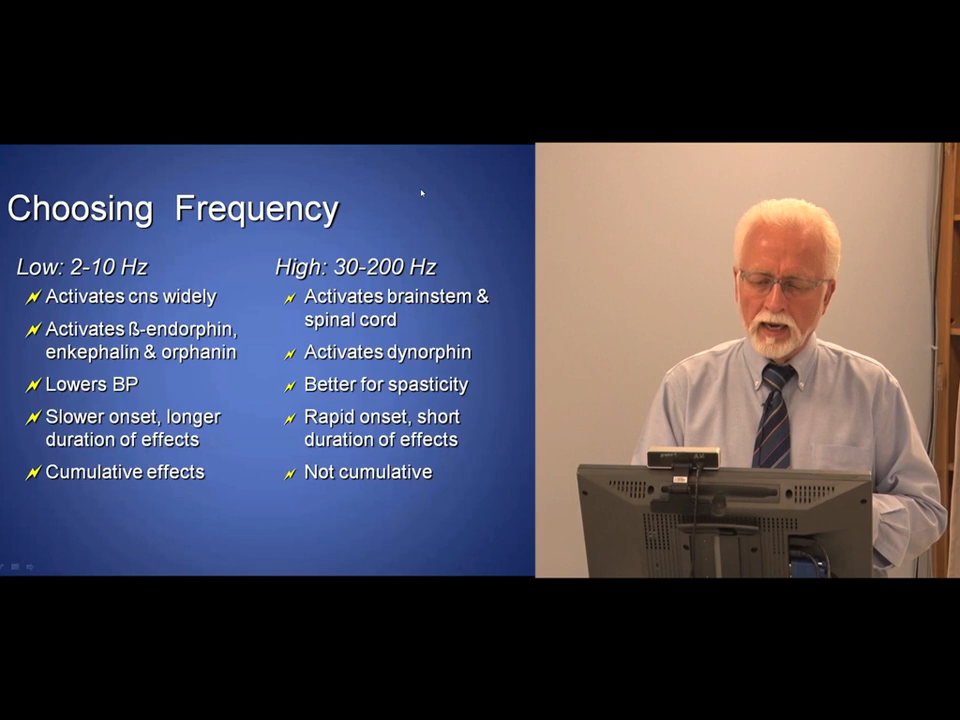 Choosing Frequency
Low: 2-10 Hz
Activates cns widely
Activates ß-endorphin,
enkephalin & orphanin
Lowers BP
Slower onset, longer
duration of effects
Cumulative effects
High: 30-200 Hz
Activates brainstem &
spinal cord
Activates dynorphin
Better for spasticity
Rapid onset, short
duration of effects
Not cumulative